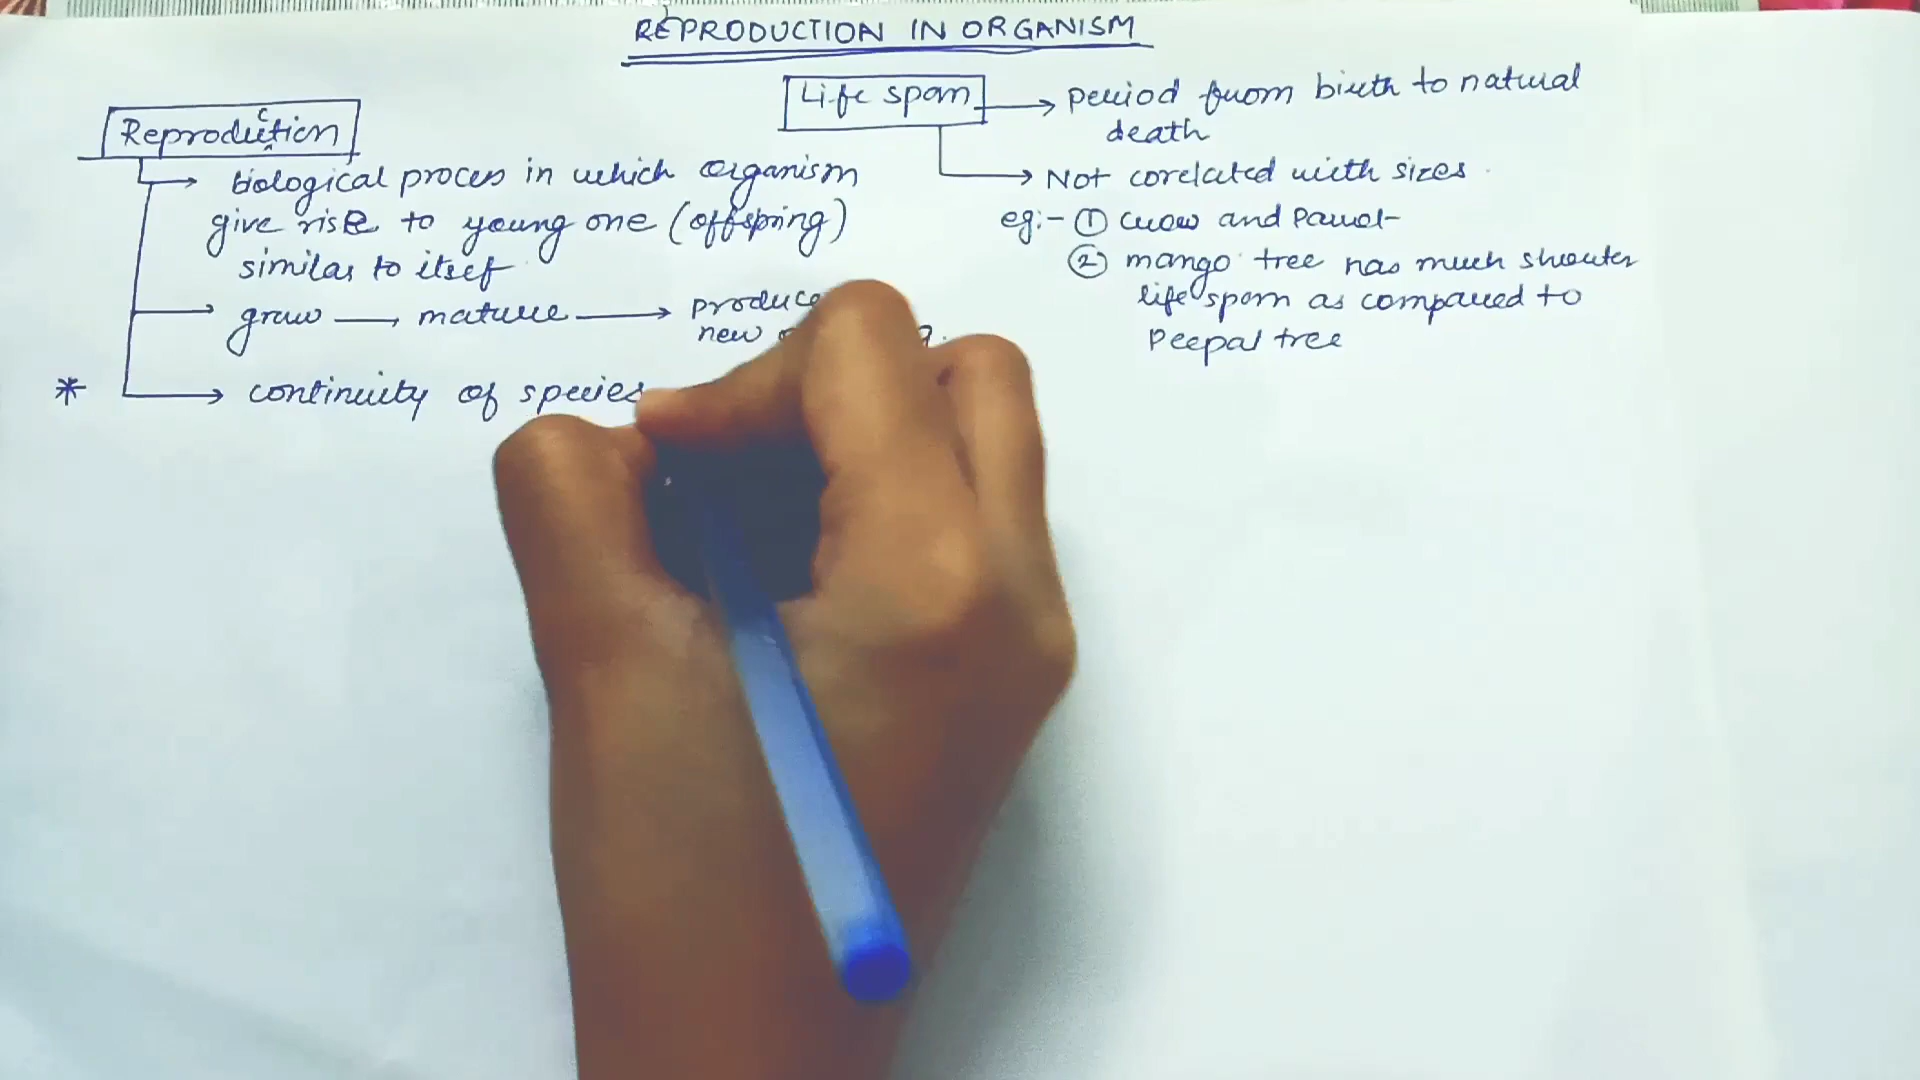 REPRODUCTION IN ORGANISM
Reproduction
biological proces in which organism
give rise to young one (offspring)
similar to itself
grow → mature → produce
new
* continuity of species
Life span → period from birth to natural
death
→ Not corelated with sizes
eg:- ① crow and Parrot
② mango tree has much shorter
life span as compared to
Peepal tree